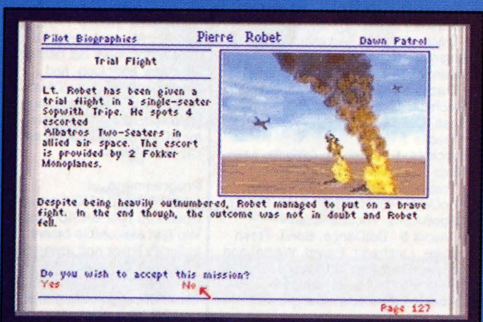 Pilot Biographies Pierre Robet Dawn Patrol
Trial Flight
Lt. Robet has been given a
trial flight in a single-seater
Sopwith Tripe. He spots 4
escorted
Albatros Two-Seaters in
allied air space. The escort
is provided by 2 Fokker
Monoplanes.
Despite being heavily outnumbered, Robet managed to put on a brave
fight. In the end though, the outcome was not in doubt and Robet
fell.
Do you wish to accept this mission?
Yes No
Page 127